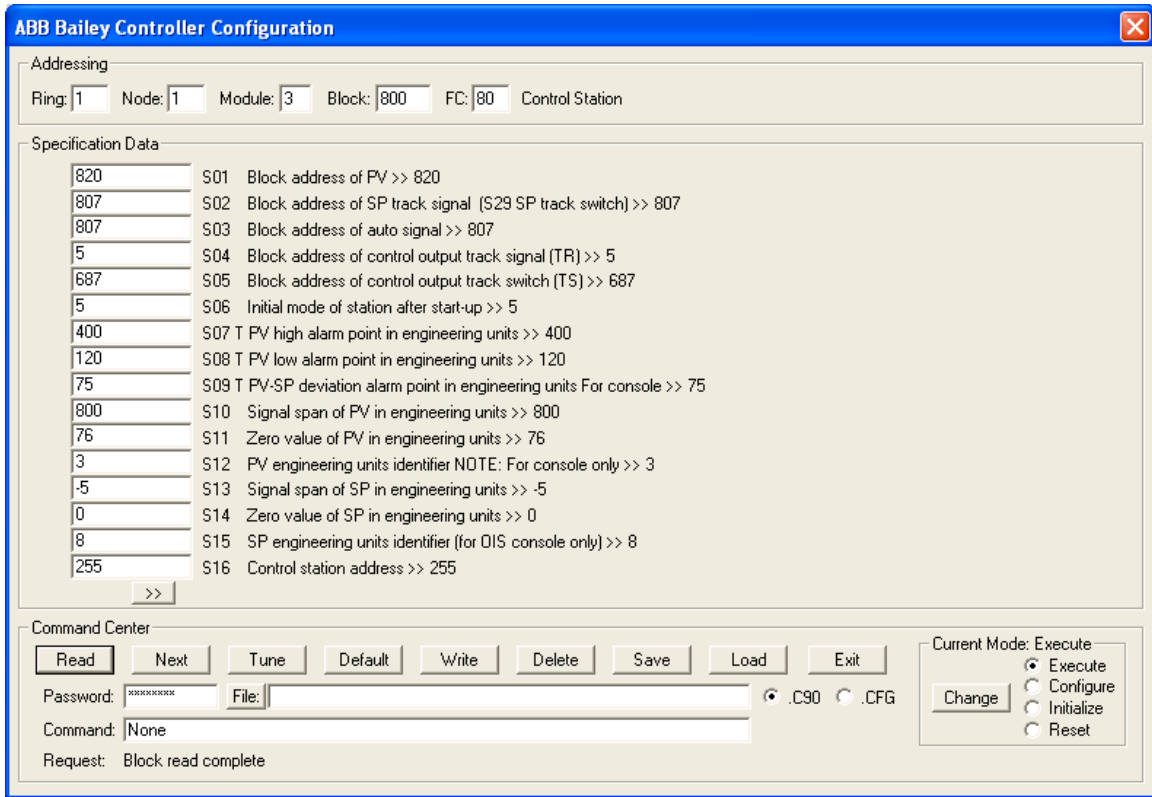 ABB Bailey Controller Configuration
Addressing
Ring: 1 Node: 1 Module: 3 Block: 800 FC: 80 Control Station
Specification Data
820 S01 Block address of PV >> 820
807 S02 Block address of SP track signal (S29 SP track switch) >> 807
807 S03 Block address of auto signal >> 807
5 S04 Block address of control output track signal (TR) >> 5
687 S05 Block address of control output track switch (TS) >> 687
5 S06 Initial mode of station after start-up >> 5
400 S07 T PV high alarm point in engineering units >> 400
120 S08 T PV low alarm point in engineering units >> 120
75 S09 T PV-SP deviation alarm point in engineering units For console >> 75
800 S10 Signal span of PV in engineering units >> 800
76 S11 Zero value of PV in engineering units >> 76
3 S12 PV engineering units identifier NOTE: For console only >> 3
-5 S13 Signal span of SP in engineering units >> -5
0 S14 Zero value of SP in engineering units >> 0
8 S15 SP engineering units identifier (for OIS console only) >> 8
255 S16 Control station address >> 255
>>
Command Center
Read Next Tune Default Write Delete Save Load Exit
Password: ******** File: .C90 .CFG
Command: None
Request: Block read complete
Current Mode: Execute
Execute
Change Configure
Initialize
Reset